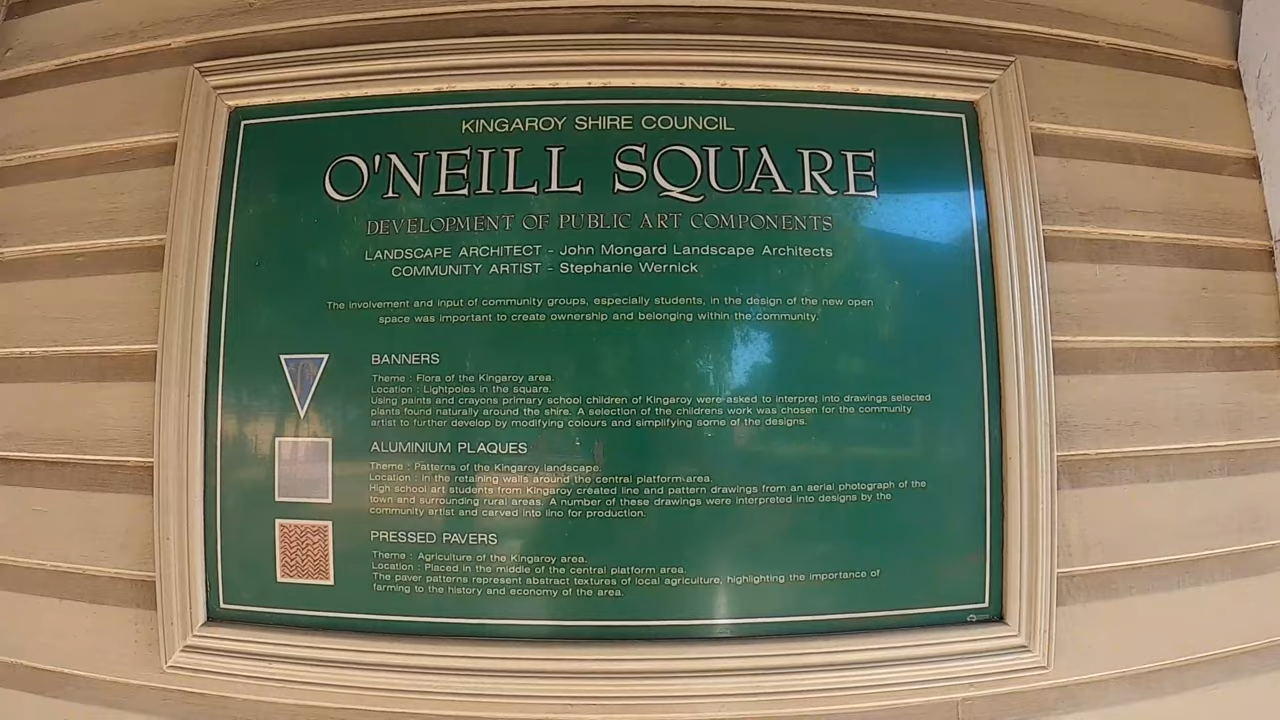 KINGAROY SHIRE COUNCIL
O'NEILL SQUARE
DEVELOPMENT OF PUBLIC ART COMPONENTS
LANDSCAPE ARCHITECT - John Mongard Landscape Architects
COMMUNITY ARTIST - Stephanie Wernick
The involvement and input of community groups, especially students, in the design of the new open
space was important to create ownership and belonging within the community.
BANNERS
Theme : Flora of the Kingaroy area.
Location : Lightpoles in the square.
Using paints and crayons primary school children of Kingaroy were asked to interpret into drawings selected
plants found naturally around the shire. A selection of the childrens work was chosen for the community
artist to further develop by modifying colours and simplifying some of the designs.
ALUMINIUM PLAQUES
Theme : Patterns of the Kingaroy landscape.
Location : In the retaining walls around the central platform area.
High school art students from Kingaroy created line and pattern drawings from an aerial photograph of the
town and surrounding rural areas. A number of these drawings were interpreted into designs by the
community artist and carved into lino for production.
PRESSED PAVERS
Theme : Agriculture of the Kingaroy area.
Location : Placed in the middle of the central platform area.
The paver patterns represent abstract textures of local agriculture, highlighting the importance of
farming to the history and economy of the area.